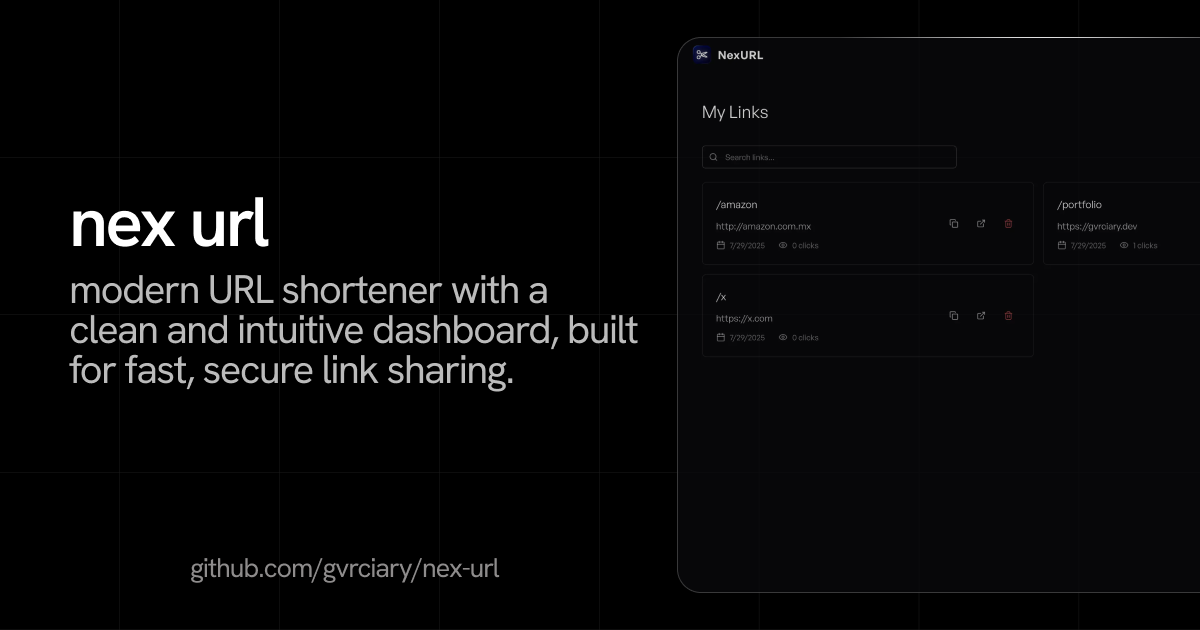 nex url
modern URL shortener with a
clean and intuitive dashboard, built
for fast, secure link sharing.
github.com/gvrciary/nex-url
NexURL
My Links
Search links...
/amazon
http://amazon.com.mx
7/29/2025 0 clicks
/portfolio
https://gvrciary.dev
7/29/2025 1 clicks
/x
https://x.com
7/29/2025 0 clicks